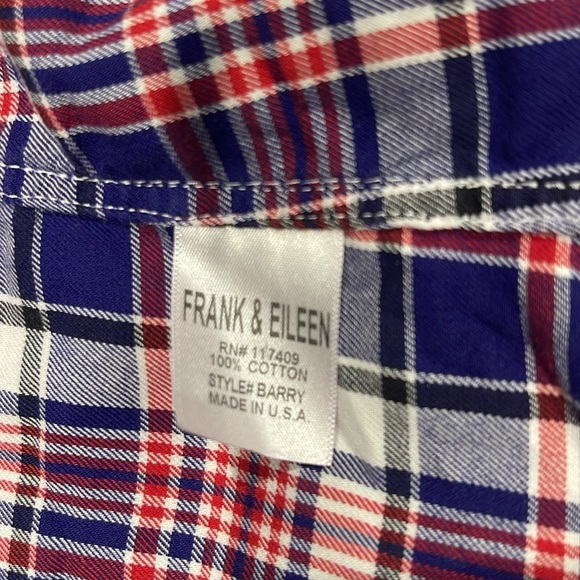 FRANK & EILEEN
RN# 117409
100% COTTON
STYLE# BARRY
MADE IN U.S.A.